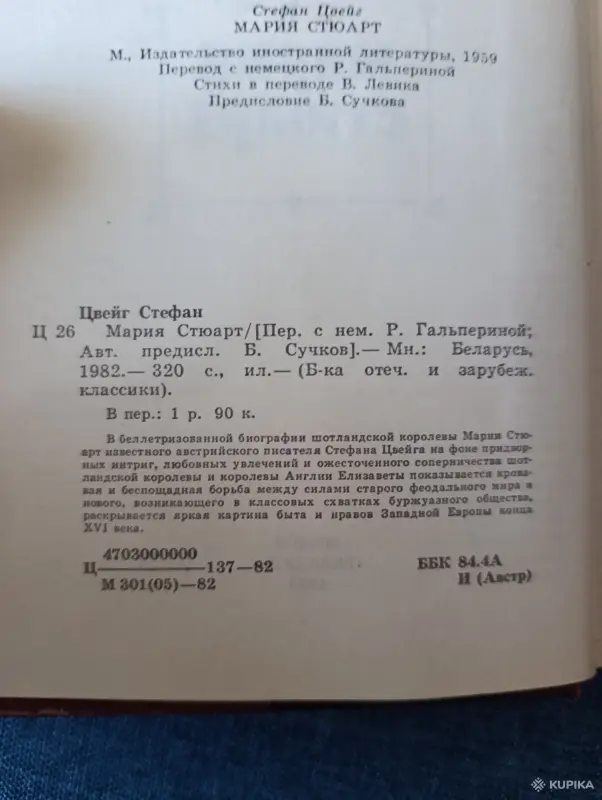 Стефан Цвейг
МАРИЯ СТЮАРТ
М., Издательство иностранной литературы, 1959
Перевод с немецкого Р. Гальпериной
Стихи в переводе В. Левика
Предисловие Б. Сучкова
Цвейг Стефан
Ц 26 Мария Стюарт/[Пер. с нем. Р. Гальпериной;
Авт. предисл. Б. Сучков].— Мн.: Беларусь,
1982.— 320 с., ил.— (Б-ка отеч. и зарубеж.
классики).
В пер.: 1 р. 90 к.
В беллетризованной биографии шотландской королевы Марии Стю-
арт известного австрийского писателя Стефана Цвейга на фоне придвор-
ных интриг, любовных увлечений и ожесточенного соперничества шот-
ландской королевы и королевы Англии Елизаветы показывается крова-
вая и беспощадная борьба между силами старого феодального мира и
нового, возникающего в классовых схватках буржуазного общества,
раскрывается яркая картина быта и нравов Западной Европы конца
XVI века.
4703000000
Ц————137—82
М 301(05)—82
ББК 84.4А
И (Австр)
KUPIKA